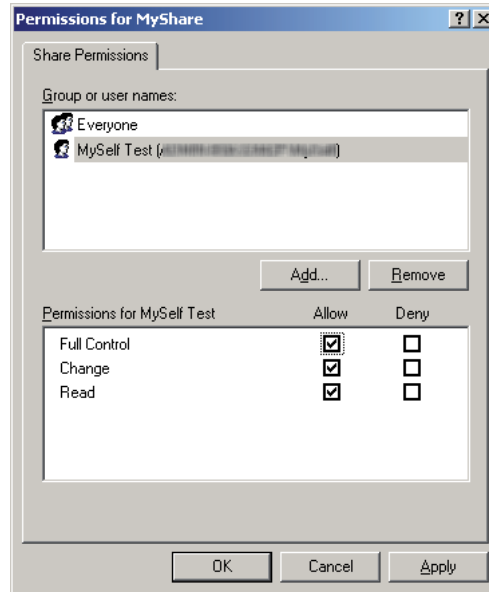 Permissions for MyShare
Share Permissions
Group or user names:
Everyone
MySelf Test (
Add... Remove
Permissions for MySelf Test Allow Deny
Full Control
Change
Read
OK Cancel Apply